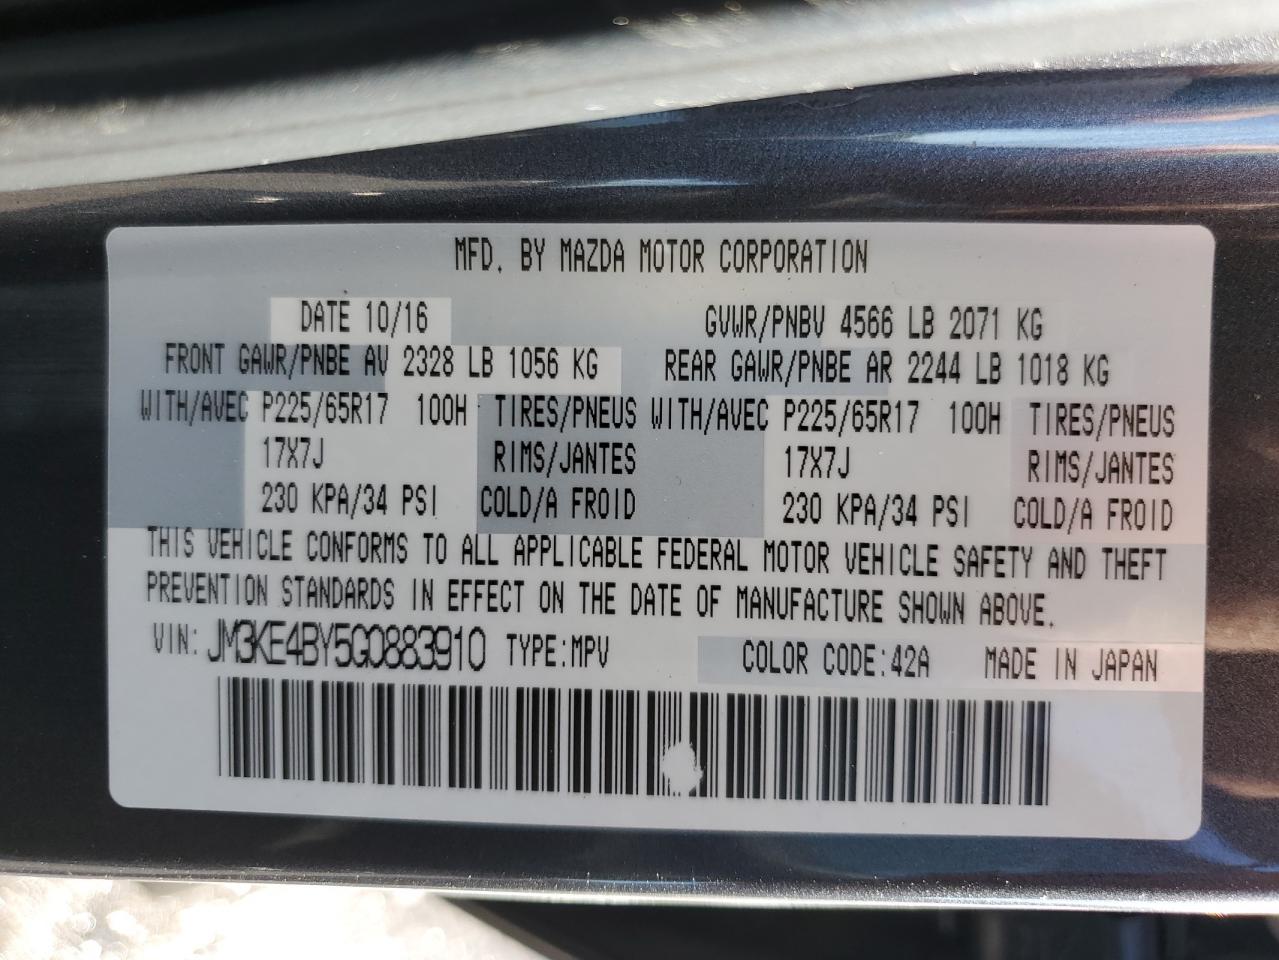 MFD. BY MAZDA MOTOR CORPORATION
DATE 10/16 GVWR/PNBV 4566 LB 2071 KG
FRONT GAWR/PNBE AV 2328 LB 1056 KG REAR GAWR/PNBE AR 2244 LB 1018 KG
WITH/AVEC P225/65R17 100H TIRES/PNEUS WITH/AVEC P225/65R17 100H TIRES/PNEUS
17X7J RIMS/JANTES 17X7J RIMS/JANTES
230 KPA/34 PSI COLD/A FROID 230 KPA/34 PSI COLD/A FROID
THIS VEHICLE CONFORMS TO ALL APPLICABLE FEDERAL MOTOR VEHICLE SAFETY AND THEFT
PREVENTION STANDARDS IN EFFECT ON THE DATE OF MANUFACTURE SHOWN ABOVE.
VIN: JM3KE4BY5G0883910 TYPE:MPV COLOR CODE:42A MADE IN JAPAN